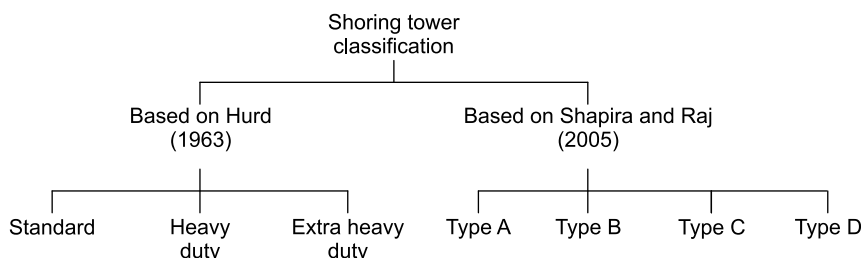 Shoring tower
classification
Based on Hurd
(1963)
Based on Shapira and Raj
(2005)
Standard
Heavy
duty
Extra heavy
duty
Type A
Type B
Type C
Type D